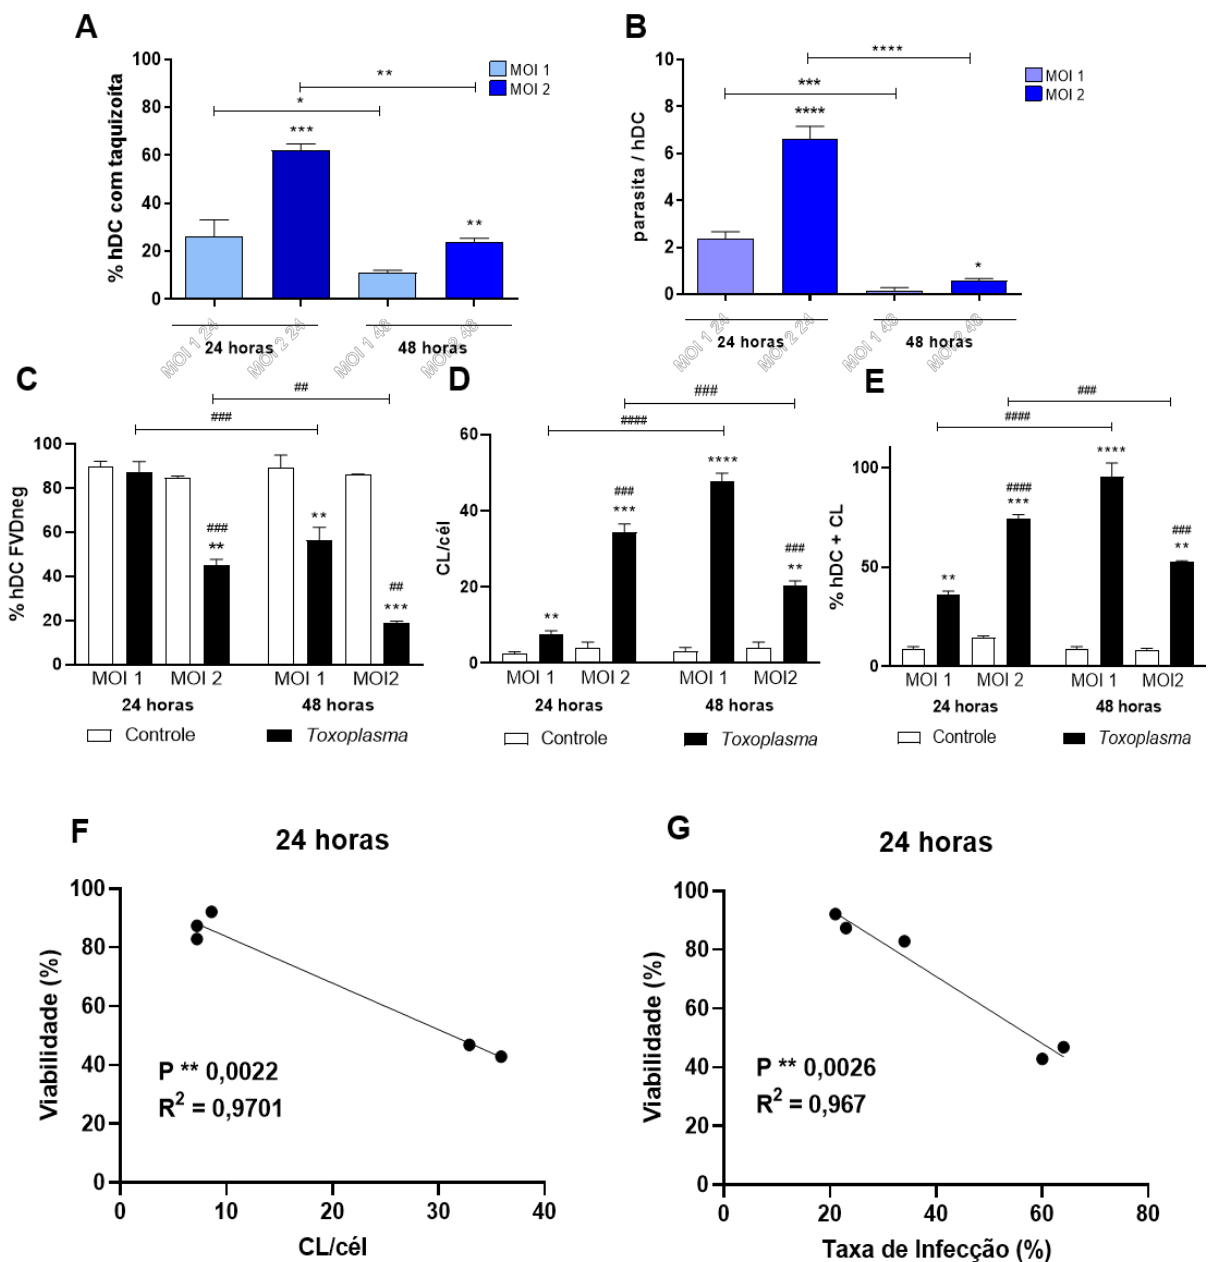 A
100
80
60
40
20
0
% hDC com taquizoíta
MOI 1
MOI 2
*
**
***
**
MOI 1 24
MOI 2 24
MOI 1 48
MOI 2 48
24 horas
48 horas
B
10
8
6
4
2
0
parasita / hDC
MOI 1
MOI 2
****
***
****
*
MOI 1 24
MOI 2 24
MOI 1 48
MOI 2 48
24 horas
48 horas
C
##
###
100
80
60
40
20
0
% hDC FVDneg
###
**
**
##
***
MOI 1
MOI 2
MOI 1
MOI2
24 horas
48 horas
Controle
Toxoplasma
D
###
####
60
40
20
0
CL/cél
**
###
***
****
###
**
MOI 1
MOI 2
MOI 1
MOI2
24 horas
48 horas
Controle
Toxoplasma
E
###
####
100
50
0
% hDC + CL
**
####
***
****
###
**
MOI 1
MOI 2
MOI 1
MOI2
24 horas
48 horas
Controle
Toxoplasma
F
24 horas
100
80
60
40
20
0
Viabilidade (%)
P ** 0,0022
R² = 0,9701
0 10 20 30 40
CL/cél
G
24 horas
100
80
60
40
20
0
Viabilidade (%)
P ** 0,0026
R² = 0,967
0 20 40 60 80
Taxa de Infecção (%)